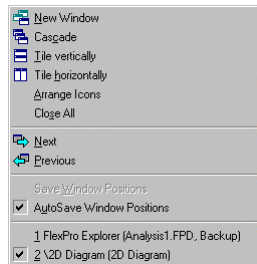 New Window
Cascade
Tile vertically
Tile horizontally
Arrange Icons
Close All
Next
Previous
Save Window Positions
AutoSave Window Positions
1 FlexPro Explorer (Analysis1.FPD, Backup)
2 \2D Diagram (2D Diagram)